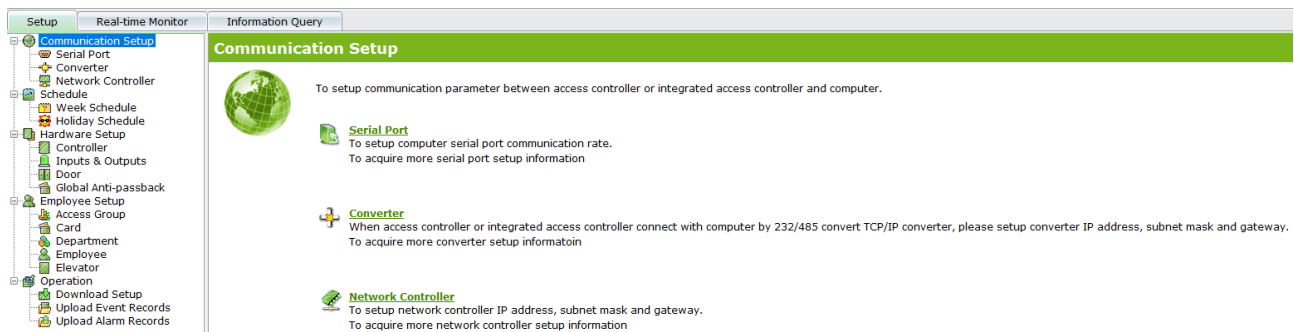 Setup
Real-time Monitor
Information Query
Communication Setup
Serial Port
Converter
Network Controller
Schedule
Week Schedule
Holiday Schedule
Hardware Setup
Controller
Inputs & Outputs
Door
Global Anti-passback
Employee Setup
Access Group
Card
Department
Employee
Elevator
Operation
Download Setup
Upload Event Records
Upload Alarm Records
Communication Setup
To setup communication parameter between access controller or integrated access controller and computer.
Serial Port
To setup computer serial port communication rate.
To acquire more serial port setup information
Converter
When access controller or integrated access controller connect with computer by 232/485 convert TCP/IP converter, please setup converter IP address, subnet mask and gateway.
To acquire more converter setup informatoin
Network Controller
To setup network controller IP address, subnet mask and gateway.
To acquire more network controller setup information